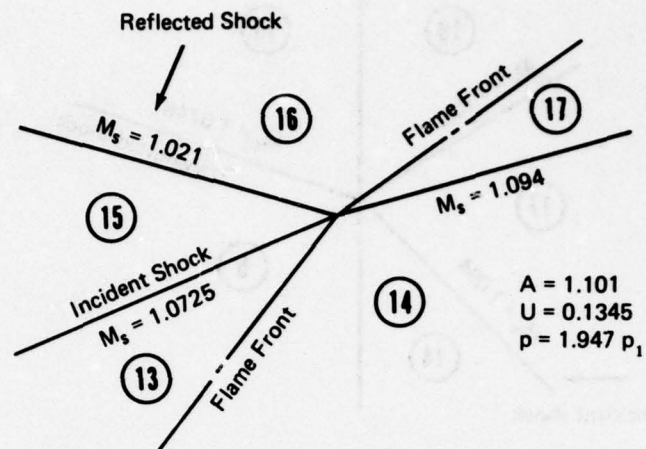 Reflected Shock
16
Flame Front
17
M_s = 1.021
M_s = 1.094
15
Incident Shock
M_s = 1.0725
14
A = 1.101
U = 0.1345
p = 1.947 p_1
13
Flame Front